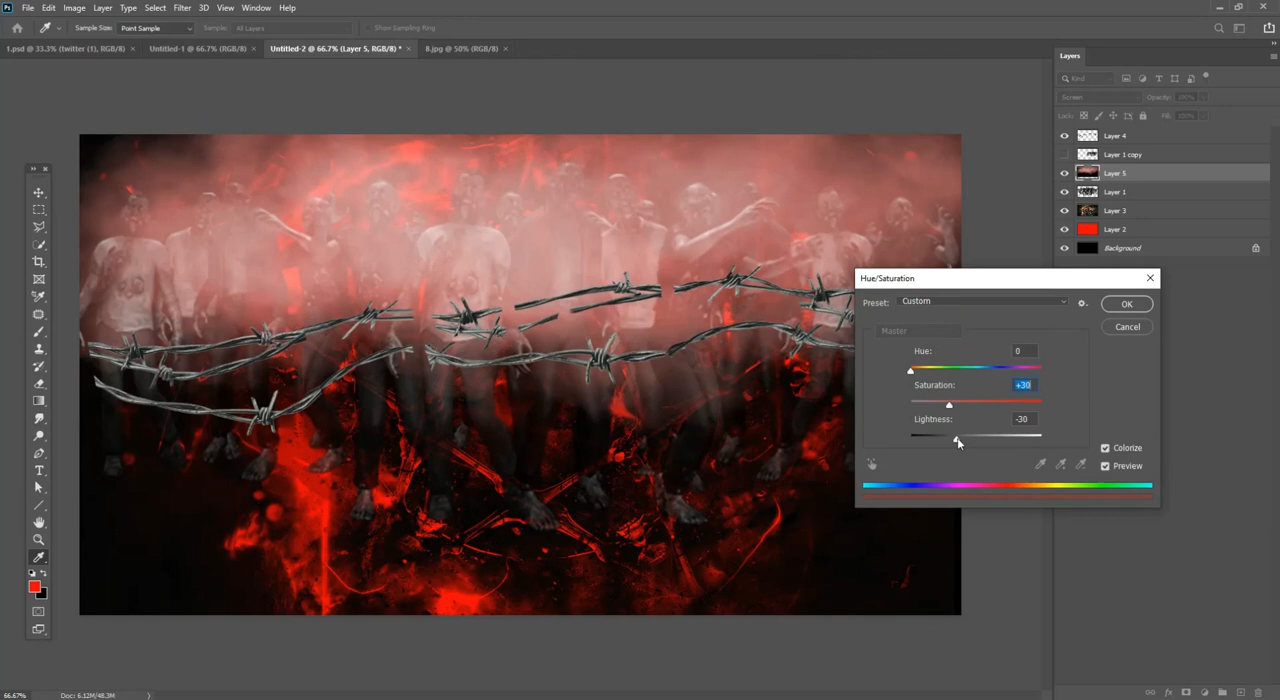 Ps File Edit Image Layer Type Select Filter 3D View Window Help
Sample Size: Point Sample Sample: All Layers Show Sampling Ring
1.psd @ 33.3% (twitter (1), RGB/8) × Untitled-1 @ 66.7% (RGB/8) × Untitled-2 @ 66.7% (Layer 5, RGB/8) * × 8.jpg @ 50% (RGB/8) ×
Layers
Kind
Screen Opacity: 100%
Lock: Fill: 100%
Layer 4
Layer 1 copy
Layer 5
Layer 1
Layer 3
Layer 2
Background
Hue/Saturation
Preset: Custom OK
Cancel
Master
Hue: 0
Saturation: +30
Lightness: -30
Colorize
Preview
66.67% Doc: 6.12M/48.3M